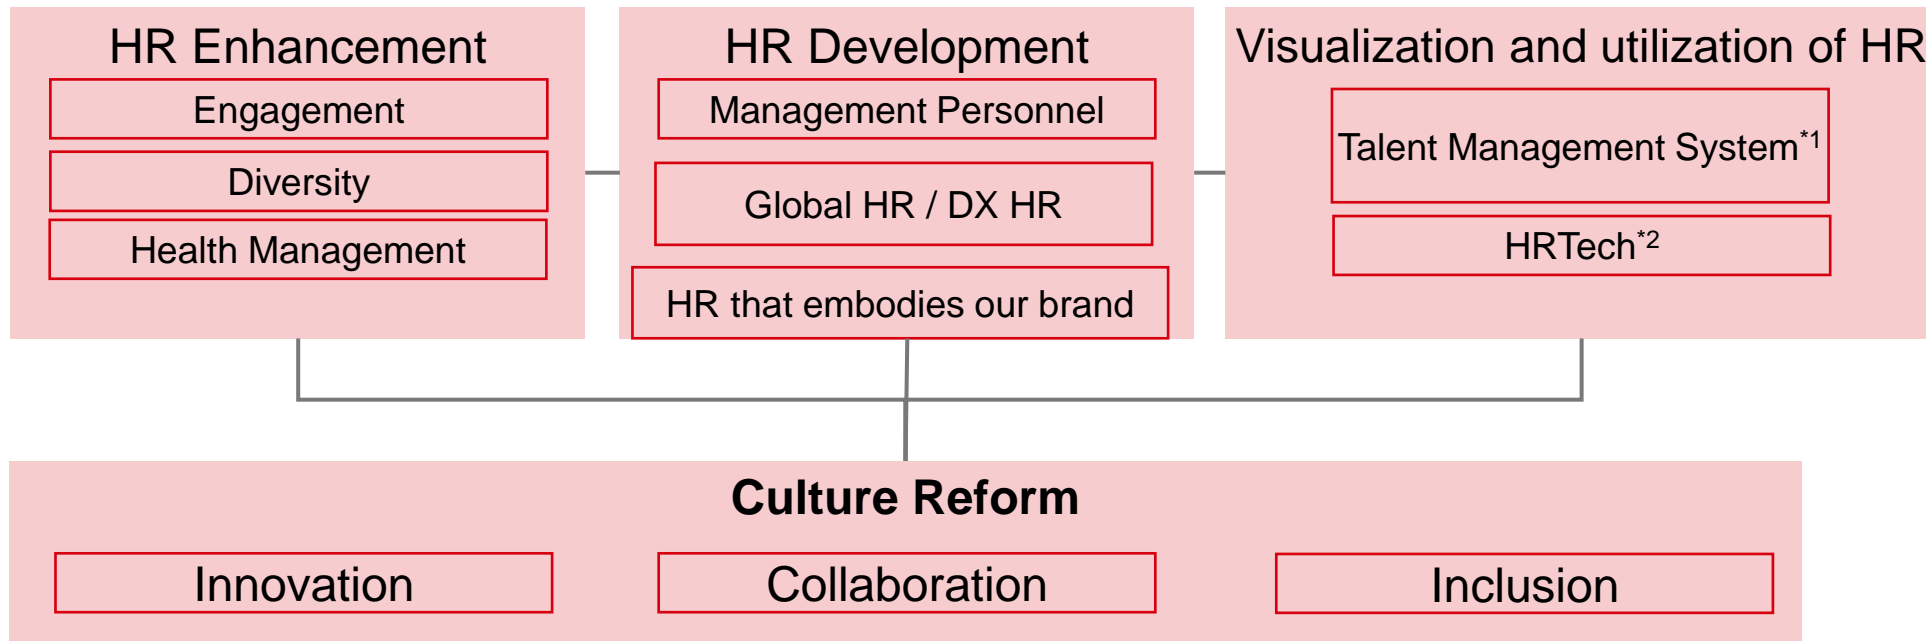 HR Enhancement
Engagement
Diversity
Health Management
HR Development
Management Personnel
Global HR / DX HR
HR that embodies our brand
Visualization and utilization of HR
Talent Management System*1
HRTech*2
Culture Reform
Innovation
Collaboration
Inclusion